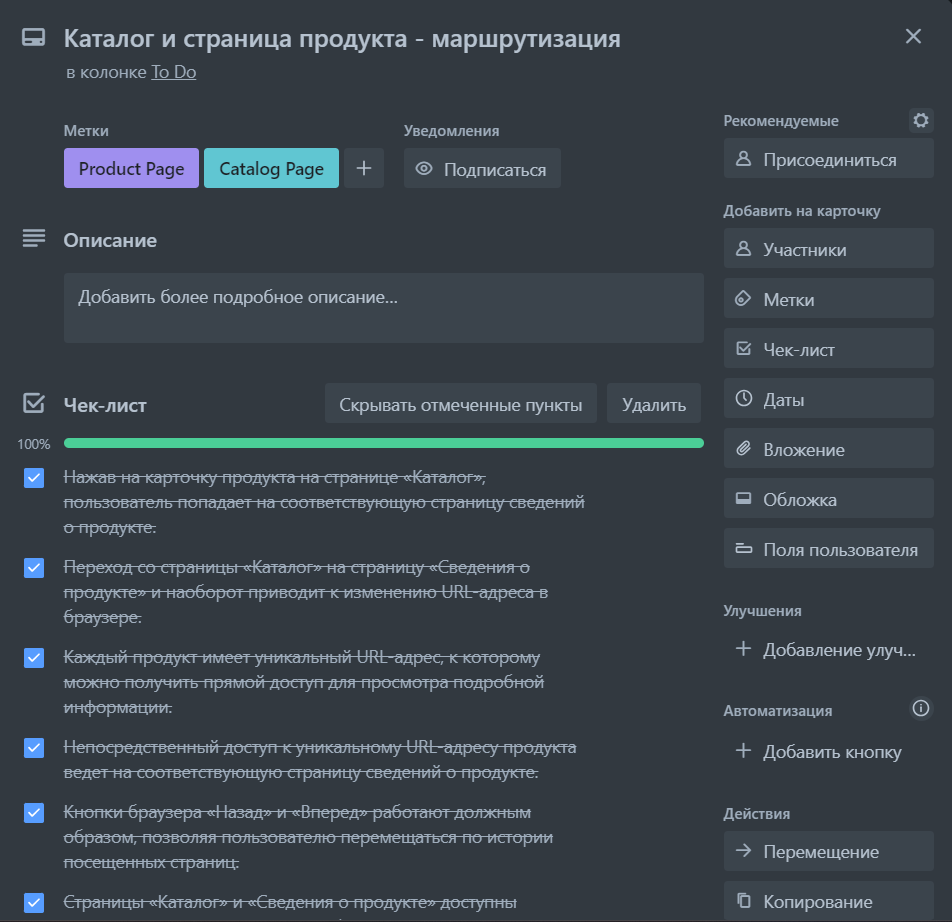 Каталог и страница продукта - маршрутизация
в колонке To Do
Метки
Уведомления
Product Page
Catalog Page
Подписаться
Описание
Добавить более подробное описание...
Чек-лист
Скрывать отмеченные пункты
Удалить
100%
Нажав на карточку продукта на странице «Каталог»,
пользователь попадает на соответствующую страницу сведений
о продукте.
Переход со страницы «Каталог» на страницу «Сведения о
продукте» и наоборот приводит к изменению URL-адреса в
браузере.
Каждый продукт имеет уникальный URL-адрес, к которому
можно получить прямой доступ для просмотра подробной
информации.
Непосредственный доступ к уникальному URL-адресу продукта
ведет на соответствующую страницу сведений о продукте.
Кнопки браузера «Назад» и «Вперед» работают должным
образом, позволяя пользователю перемещаться по истории
посещенных страниц.
Страницы «Каталог» и «Сведения о продукте» доступны
Рекомендуемые
Присоединиться
Добавить на карточку
Участники
Метки
Чек-лист
Даты
Вложение
Обложка
Поля пользователя
Улучшения
Добавление улуч...
Автоматизация
Добавить кнопку
Действия
Перемещение
Копирование